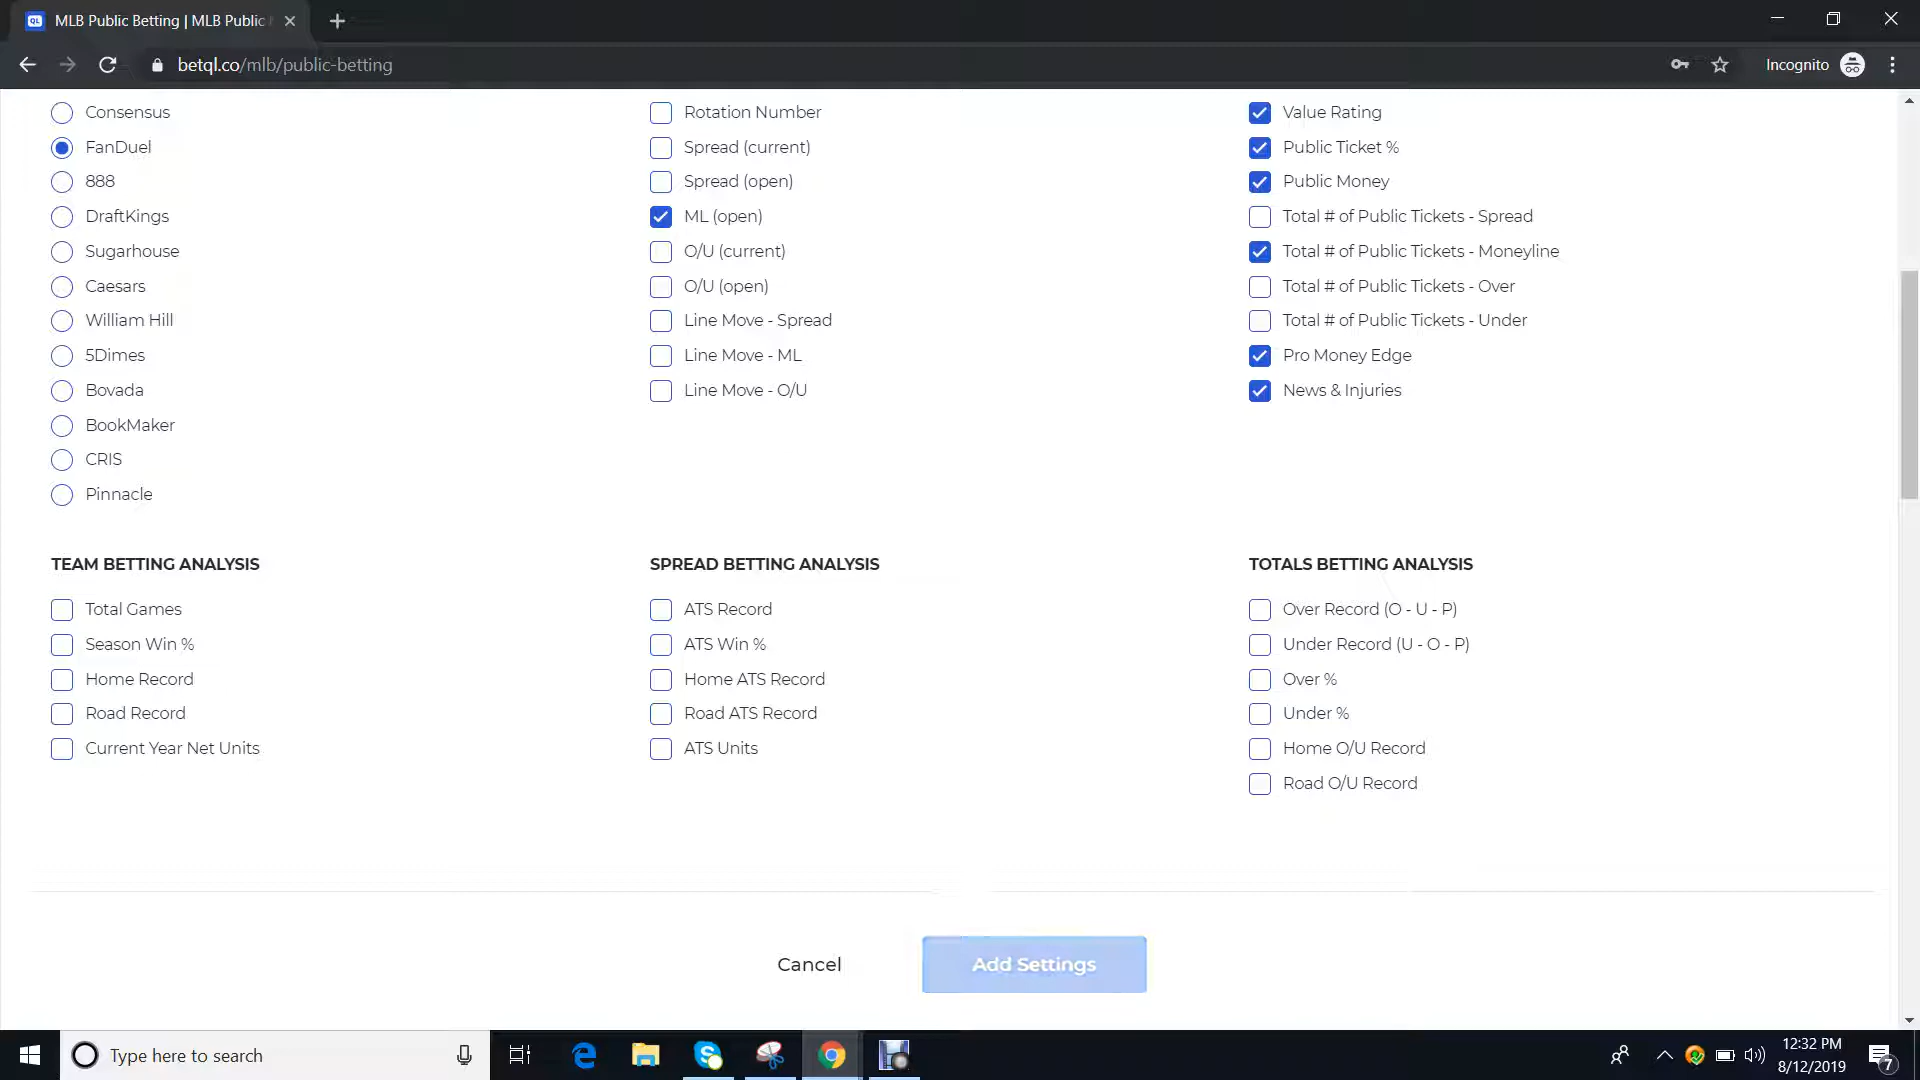 MLB Public Betting | MLB Public
betql.co/mlb/public-betting
Incognito
Consensus
FanDuel
888
DraftKings
Sugarhouse
Caesars
William Hill
5Dimes
Bovada
BookMaker
CRIS
Pinnacle
Rotation Number
Spread (current)
Spread (open)
ML (open)
O/U (current)
O/U (open)
Line Move - Spread
Line Move - ML
Line Move - O/U
Value Rating
Public Ticket %
Public Money
Total # of Public Tickets - Spread
Total # of Public Tickets - Moneyline
Total # of Public Tickets - Over
Total # of Public Tickets - Under
Pro Money Edge
News & Injuries
TEAM BETTING ANALYSIS
Total Games
Season Win %
Home Record
Road Record
Current Year Net Units
SPREAD BETTING ANALYSIS
ATS Record
ATS Win %
Home ATS Record
Road ATS Record
ATS Units
TOTALS BETTING ANALYSIS
Over Record (O - U - P)
Under Record (U - O - P)
Over %
Under %
Home O/U Record
Road O/U Record
Cancel
Add Settings
Type here to search
12:32 PM
8/12/2019
7